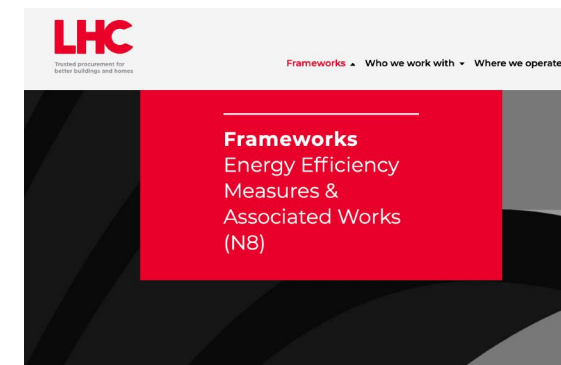 LHC
Trusted procurement for
better buildings and homes
Frameworks Who we work with Where we operate
Frameworks
Energy Efficiency
Measures &
Associated Works
(N8)